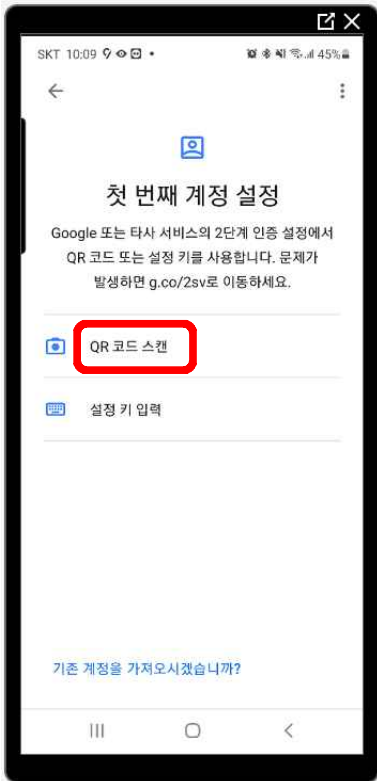 SKT 10:09
45%
첫 번째 계정 설정
Google 또는 타사 서비스의 2단계 인증 설정에서
QR 코드 또는 설정 키를 사용합니다. 문제가
발생하면 g.co/2sv로 이동하세요.
QR 코드 스캔
설정 키 입력
기존 계정을 가져오시겠습니까?